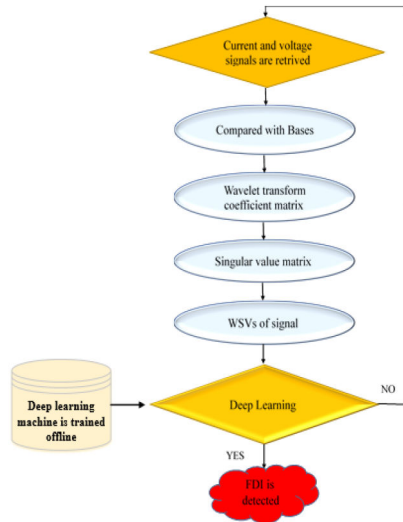 Current and voltage
signals are retrived
Compared with Bases
Wavelet transform
coefficient matrix
Singular value matrix
WSVs of signal
Deep learning
machine is trained
offline
Deep Learning
NO
YES
FDI is
detected